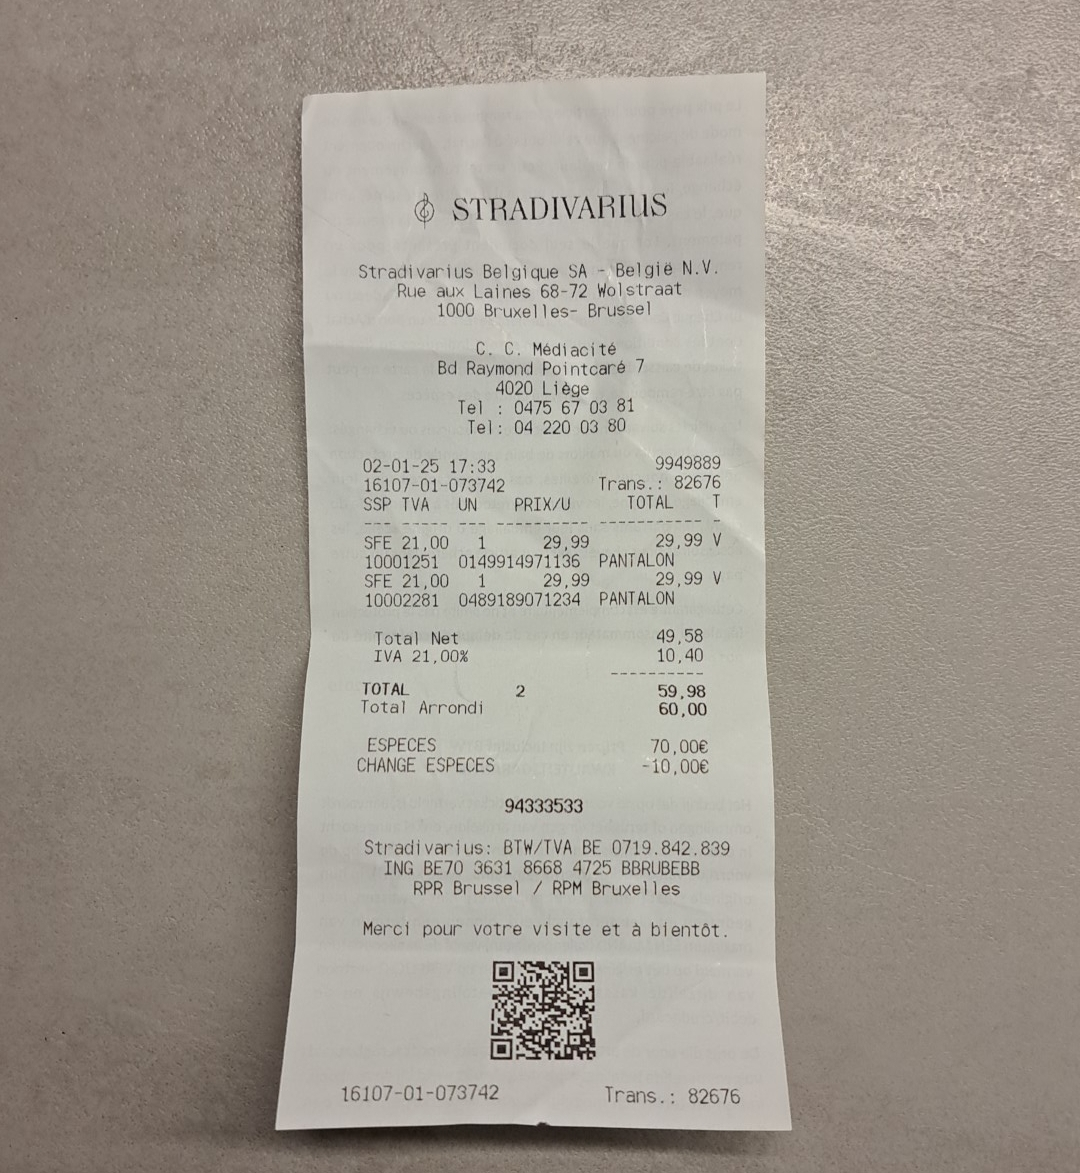 STRADIVARIUS
Stradivarius Belgique SA - België N.V.
Rue aux Laines 68-72 Wolstraat
1000 Bruxelles- Brussel
C. C. Médiacité
Bd Raymond Pointcaré 7
4020 Liège
Tel : 0475 67 03 81
Tel: 04 220 03 80
02-01-25 17:33 9949889
16107-01-073742 Trans.: 82676
SSP TVA UN PRIX/U TOTAL T
--- ----- --- -------- ----------- -
SFE 21,00 1 29,99 29,99 V
10001251 0149914971136 PANTALON
SFE 21,00 1 29,99 29,99 V
10002281 0489189071234 PANTALON
Total Net 49,58
IVA 21,00% 10,40
----------
TOTAL 2 59,98
Total Arrondi 60,00
ESPECES 70,00€
CHANGE ESPECES -10,00€
94333533
Stradivarius: BTW/TVA BE 0719.842.839
ING BE70 3631 8668 4725 BBRUBEBB
RPR Brussel / RPM Bruxelles
Merci pour votre visite et à bientôt.
16107-01-073742 Trans.: 82676